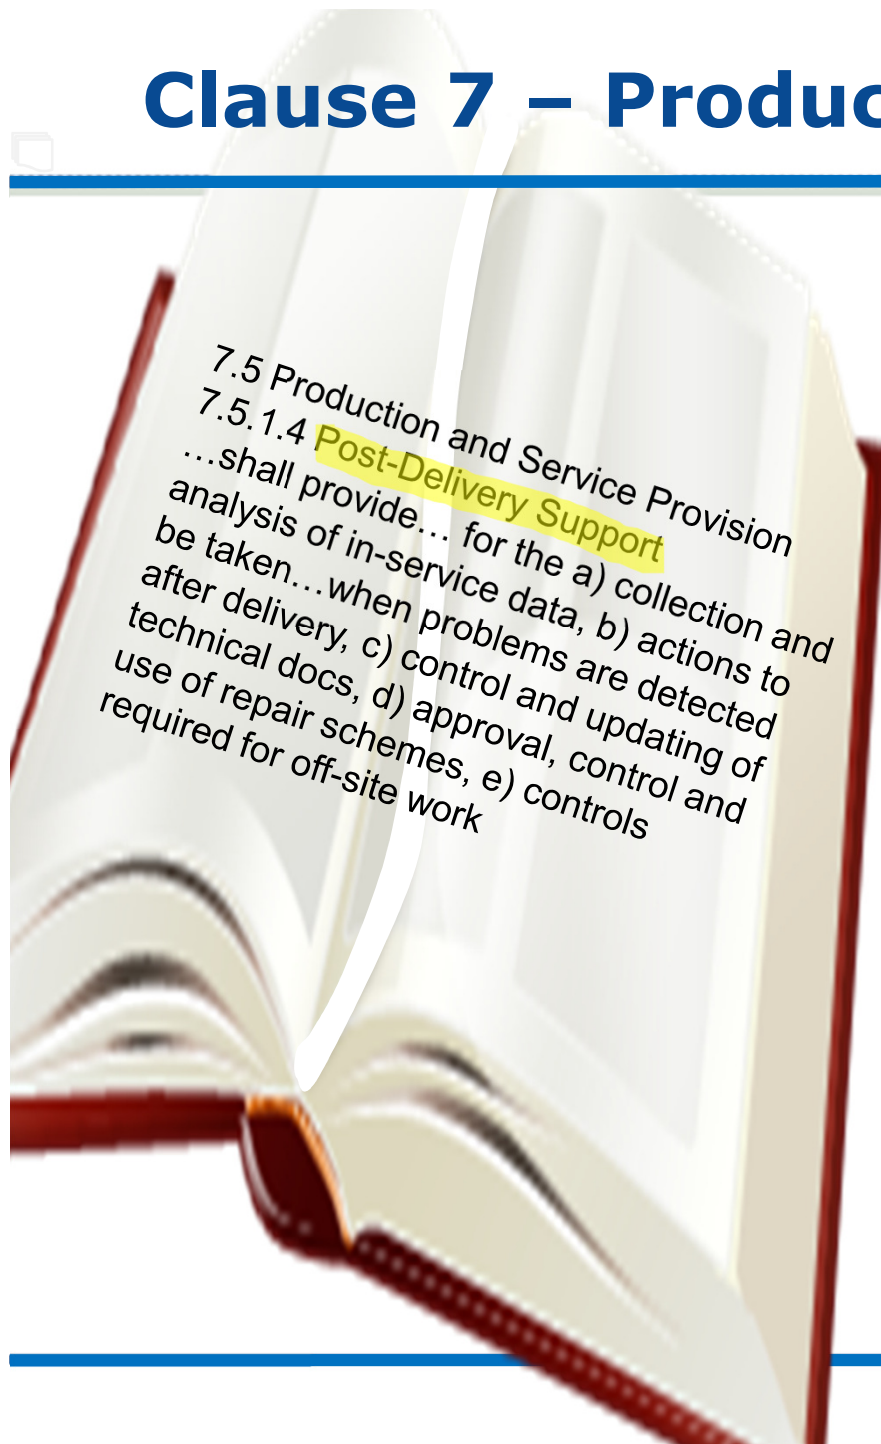 Clause 7 – Produc
7.5 Production and Service Provision
7.5.1.4 Post-Delivery Support
…shall provide… for the a) collection and
analysis of in-service data, b) actions to
be taken…when problems are detected
after delivery, c) control and updating of
technical docs, d) approval, control and
use of repair schemes, e) controls
required for off-site work